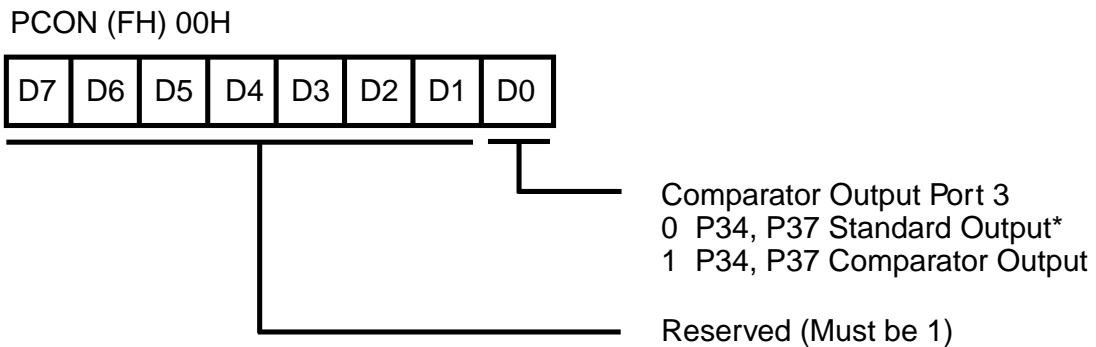 PCON (FH) 00H
D7 D6 D5 D4 D3 D2 D1 D0
Comparator Output Port 3
0 P34, P37 Standard Output*
1 P34, P37 Comparator Output
Reserved (Must be 1)